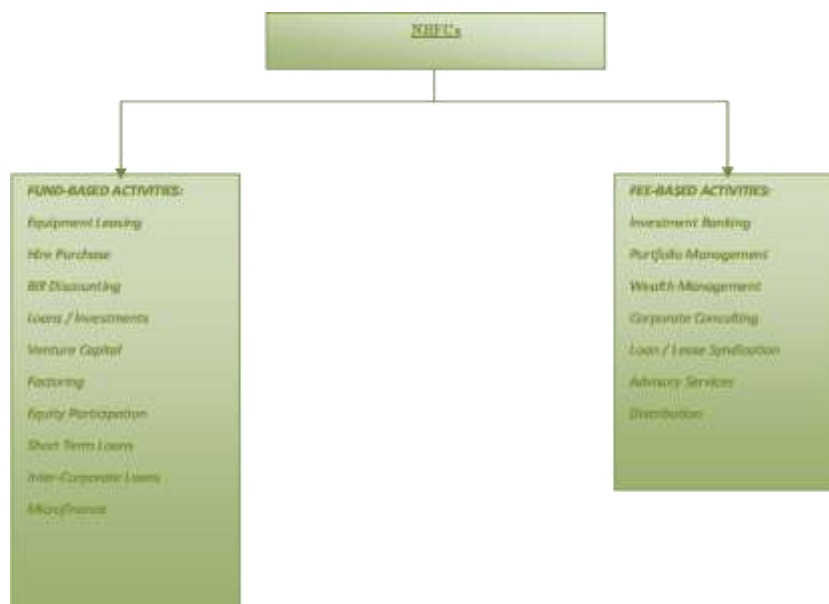 NBFC's
FUND-BASED ACTIVITIES:
Equipment Leasing
Hire Purchase
Bill Discounting
Loans / Investments
Venture Capital
Factoring
Equity Participation
Short Term Loans
Inter-Corporate Loans
Microfinance
FEE-BASED ACTIVITIES:
Investment Banking
Portfolio Management
Wealth Management
Corporate Consulting
Loan / Lease Syndication
Advisory Services
Distribution